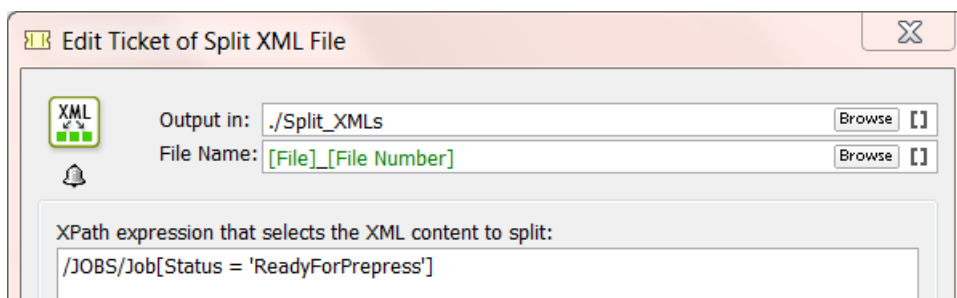 Edit Ticket of Split XML File
XML
Output in: ./Split_XMLs Browse []
File Name: [File]_[File Number] Browse []
XPath expression that selects the XML content to split:
/JOBS/Job[Status = 'ReadyForPrepress']